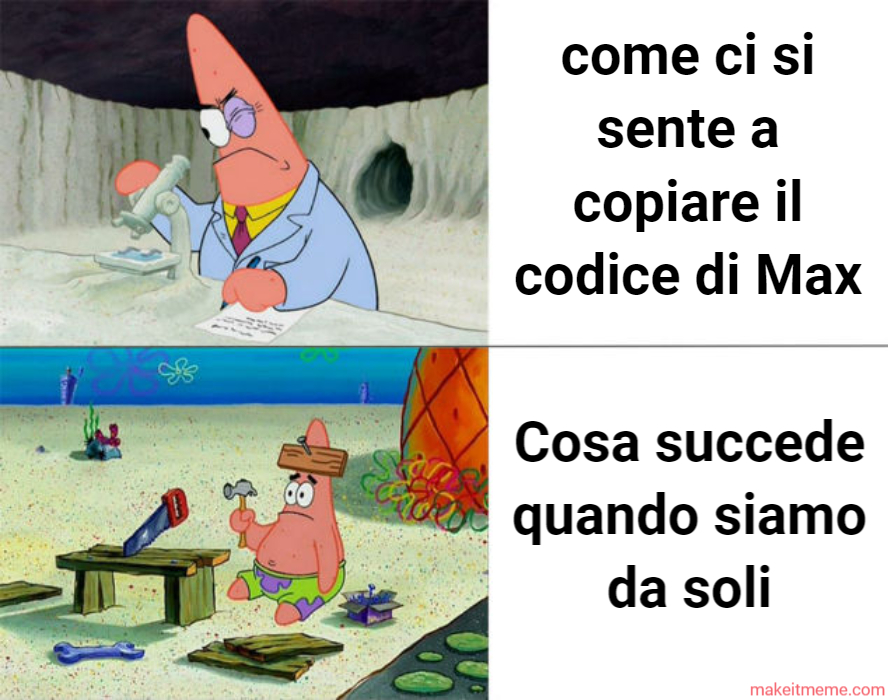 come ci si
sente a
copiare il
codice di Max
Cosa succede
quando siamo
da soli
makeitmeme.com